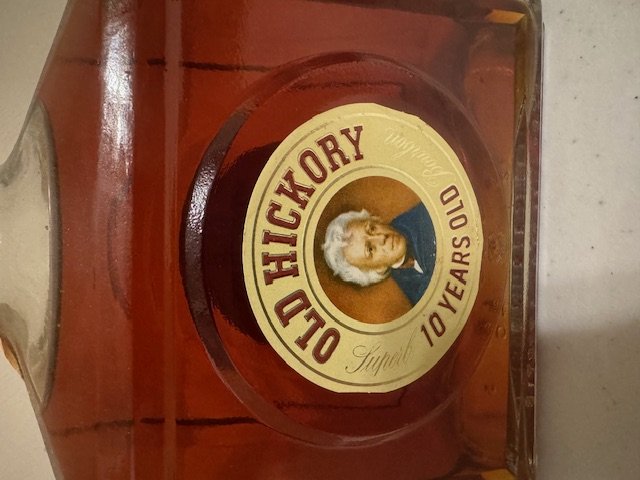 OLD HICKORY
Superb
Bourbon
10 YEARS OLD